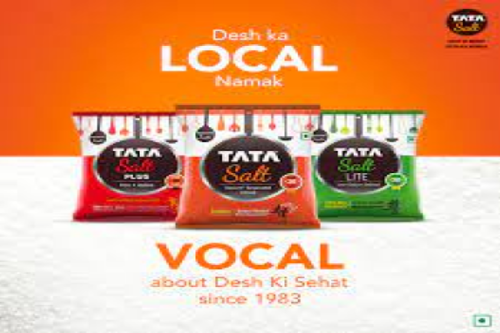 Desh ka
LOCAL
Namak
TATA
Salt
TATA
Salt
PLUS
TATA
Salt
TATA
Salt
LITE
VOCAL
about Desh Ki Sehat
since 1983